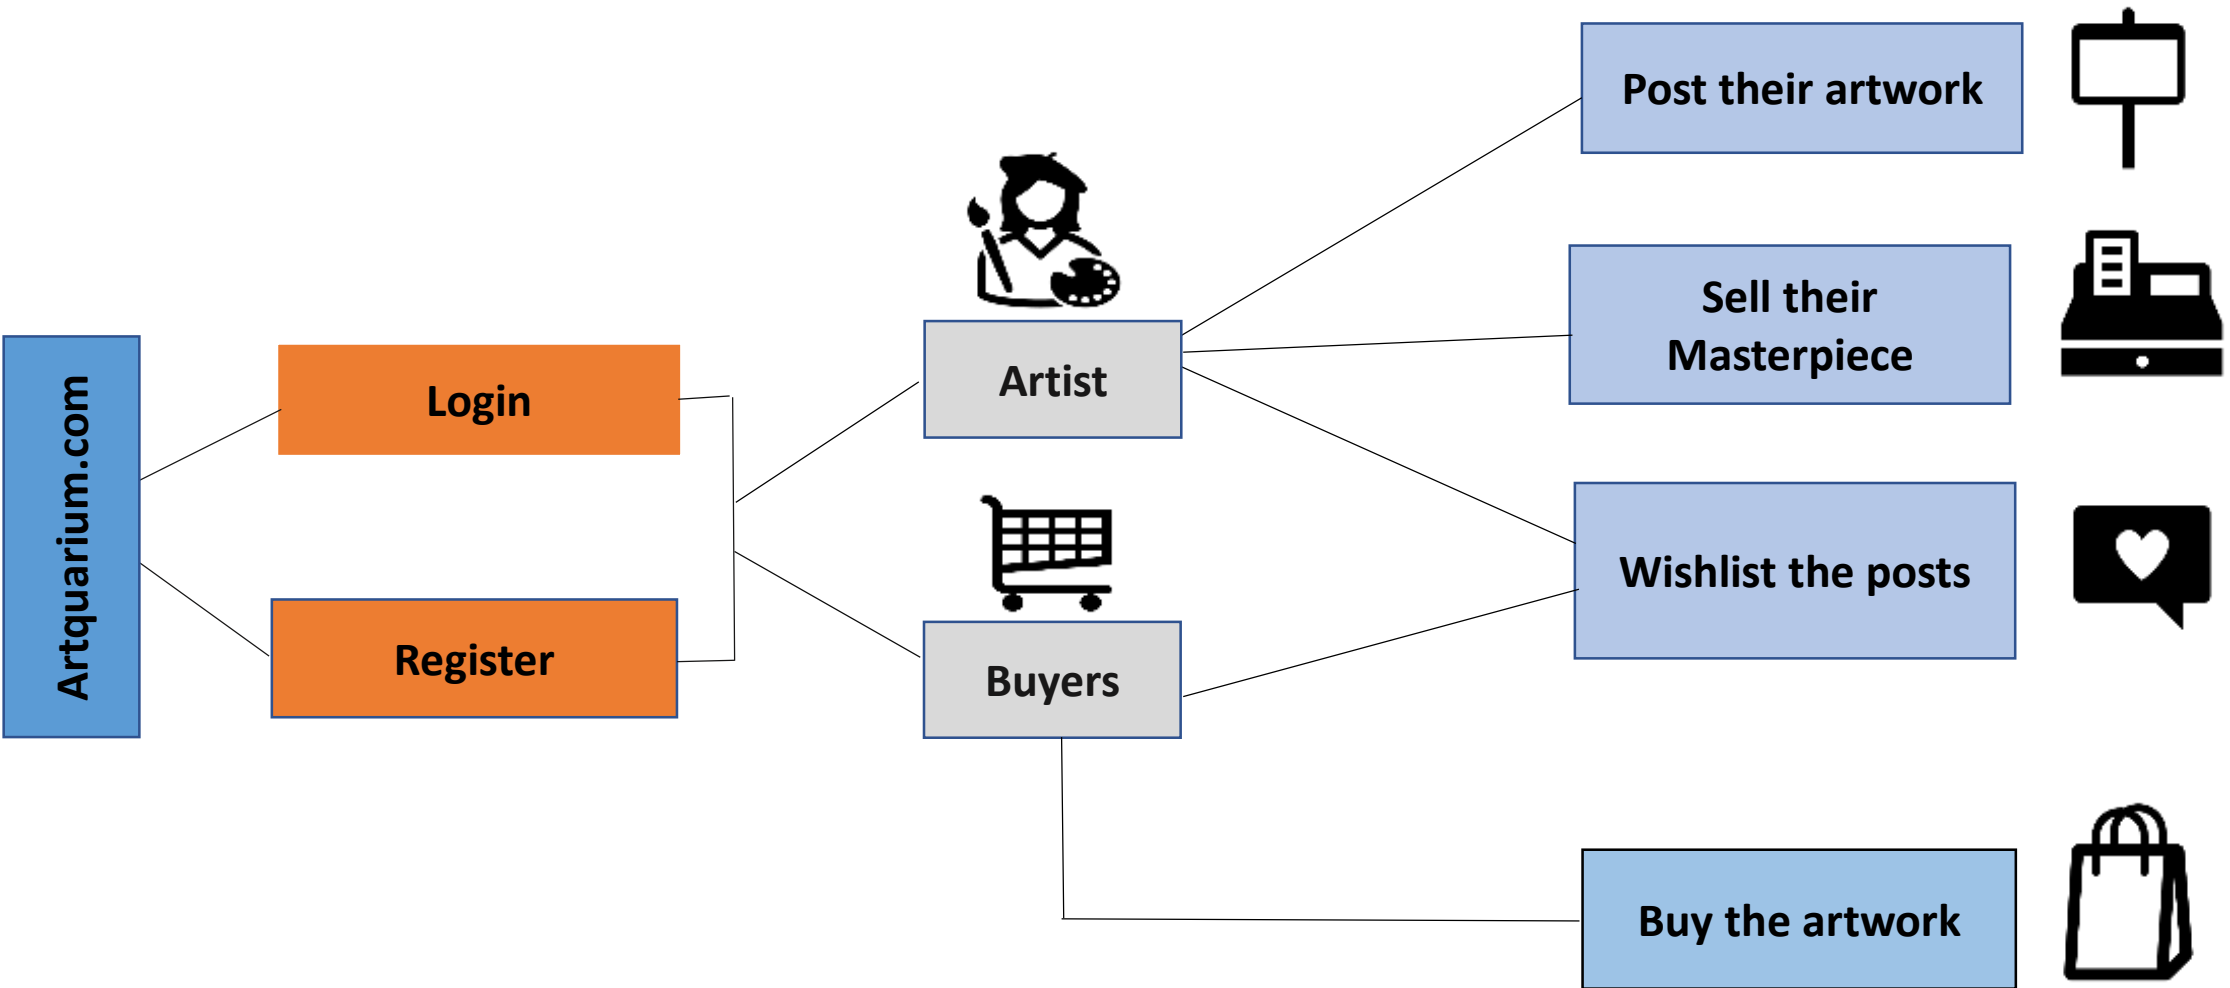 Artquarium.com
Login
Register
Artist
Buyers
Post their artwork
Sell their
Masterpiece
Wishlist the posts
Buy the artwork